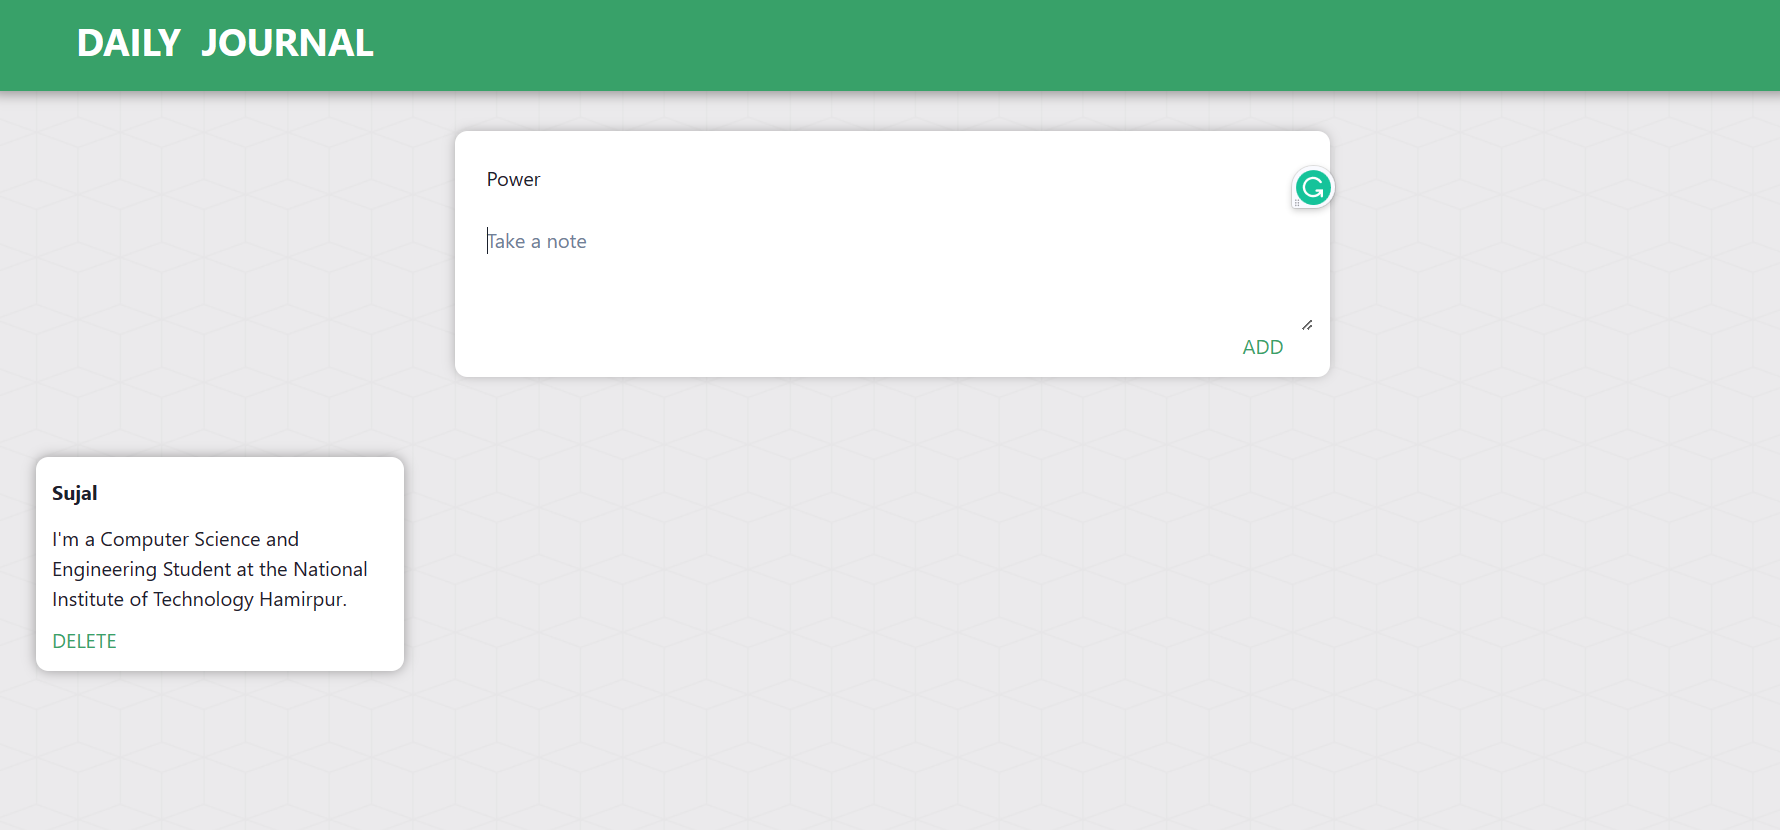 DAILY JOURNAL
Power
Take a note
ADD
Sujal
I'm a Computer Science and
Engineering Student at the National
Institute of Technology Hamirpur.
DELETE